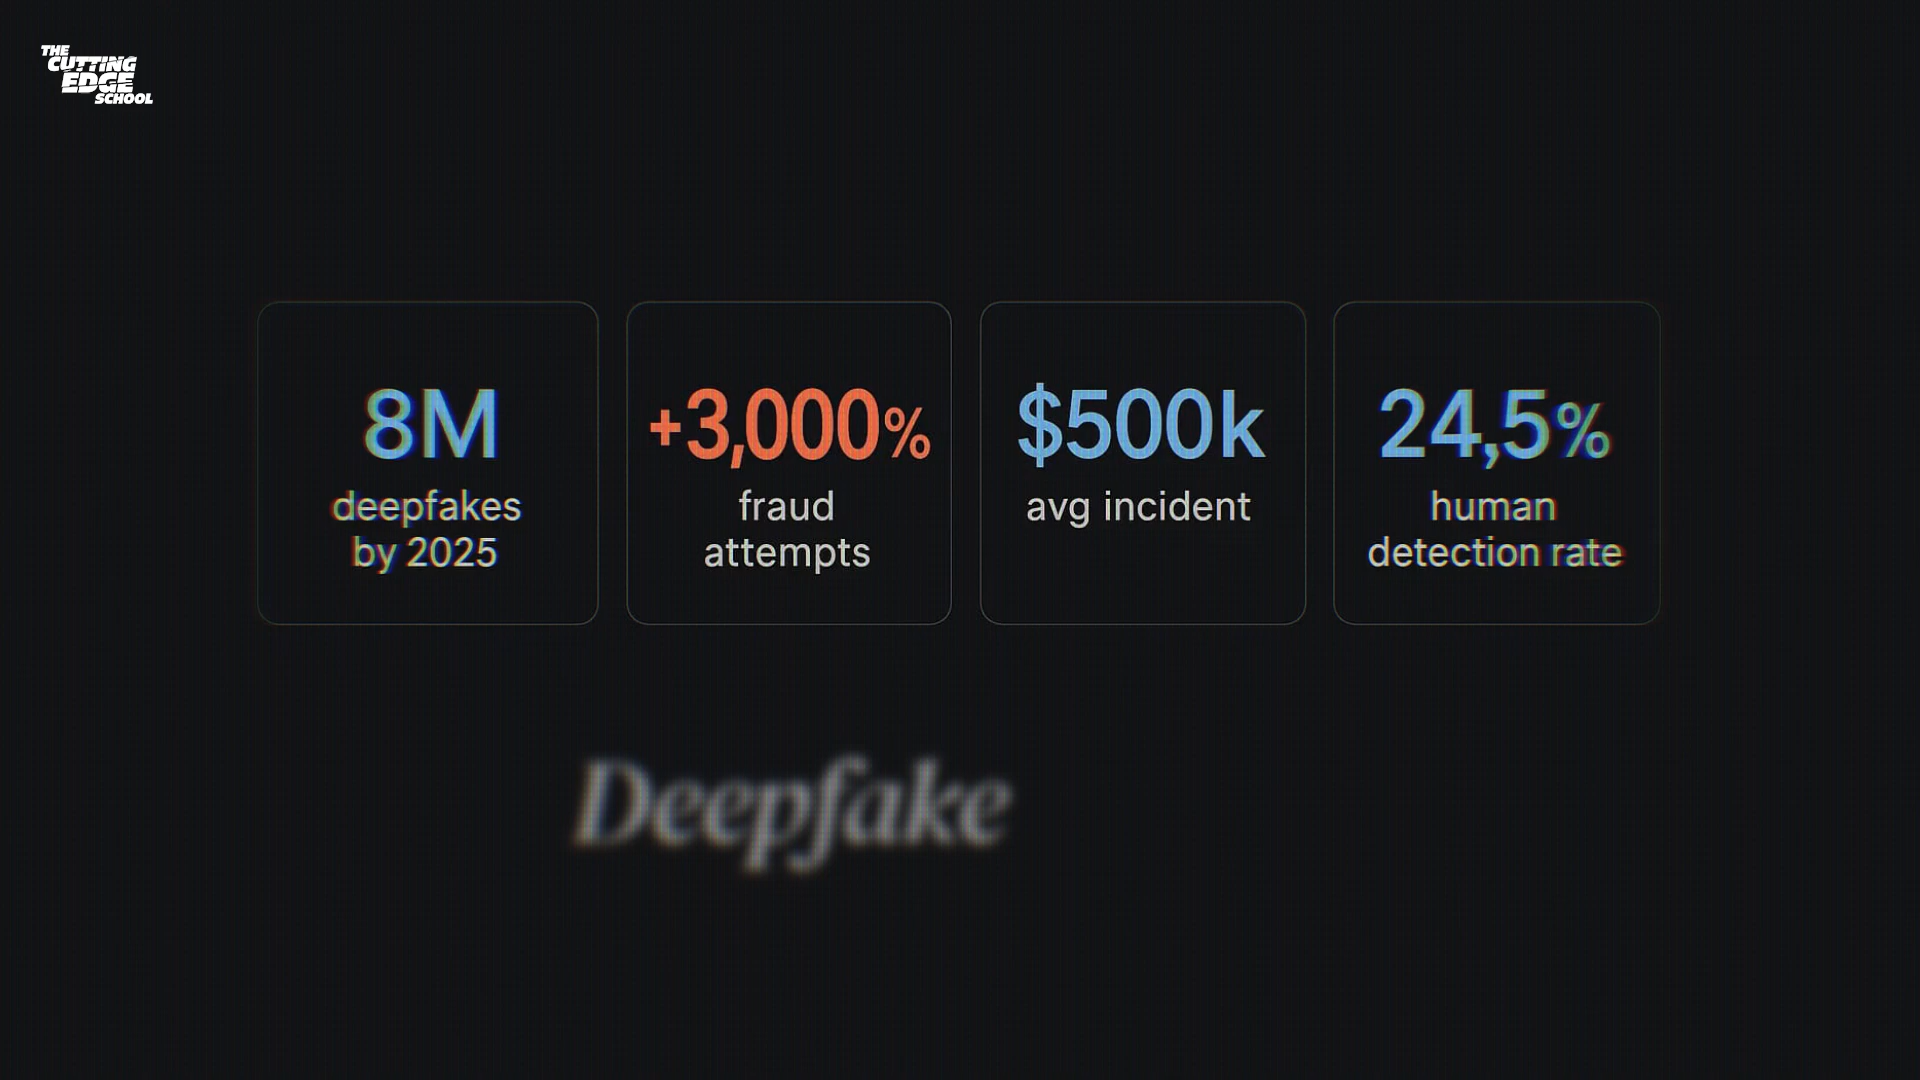 THE
CUTTING
EDGE
SCHOOL
8M
deepfakes
by 2025
+3,000%
fraud
attempts
$500k
avg incident
24,5%
human
detection rate
Deepfake